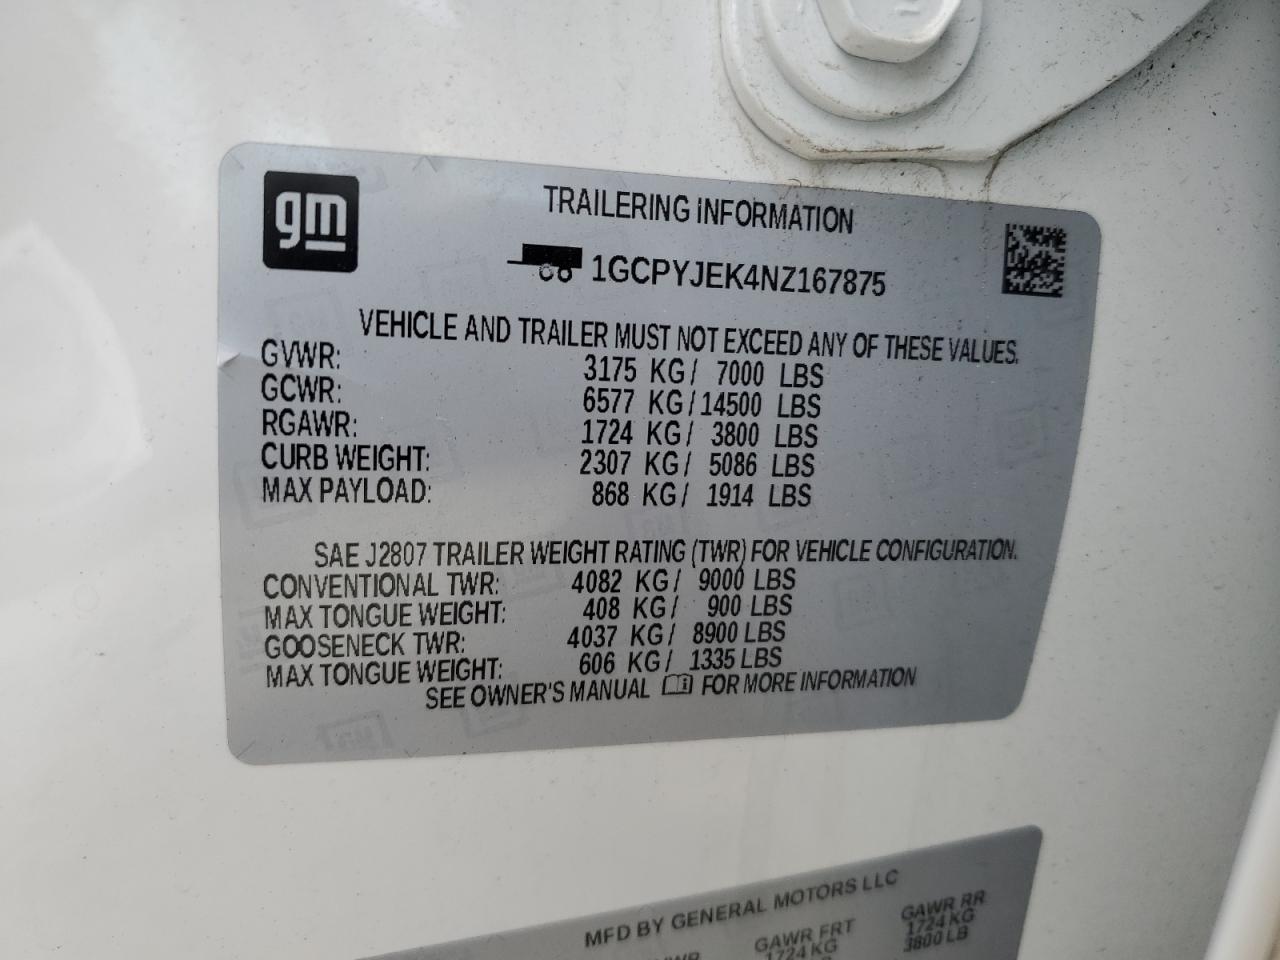 gm
TRAILERING INFORMATION
1GCPYJEK4NZ167875
VEHICLE AND TRAILER MUST NOT EXCEED ANY OF THESE VALUES.
GVWR: 3175 KG/ 7000 LBS
GCWR: 6577 KG/14500 LBS
RGAWR: 1724 KG/ 3800 LBS
CURB WEIGHT: 2307 KG/ 5086 LBS
MAX PAYLOAD: 868 KG/ 1914 LBS
SAE J2807 TRAILER WEIGHT RATING (TWR) FOR VEHICLE CONFIGURATION.
CONVENTIONAL TWR: 4082 KG/ 9000 LBS
MAX TONGUE WEIGHT: 408 KG/ 900 LBS
GOOSENECK TWR: 4037 KG/ 8900 LBS
MAX TONGUE WEIGHT: 606 KG/ 1335 LBS
SEE OWNER'S MANUAL FOR MORE INFORMATION
MFD BY GENERAL MOTORS LLC
GAWR FRT GAWR RR
1724 KG 1724 KG
3800 LB